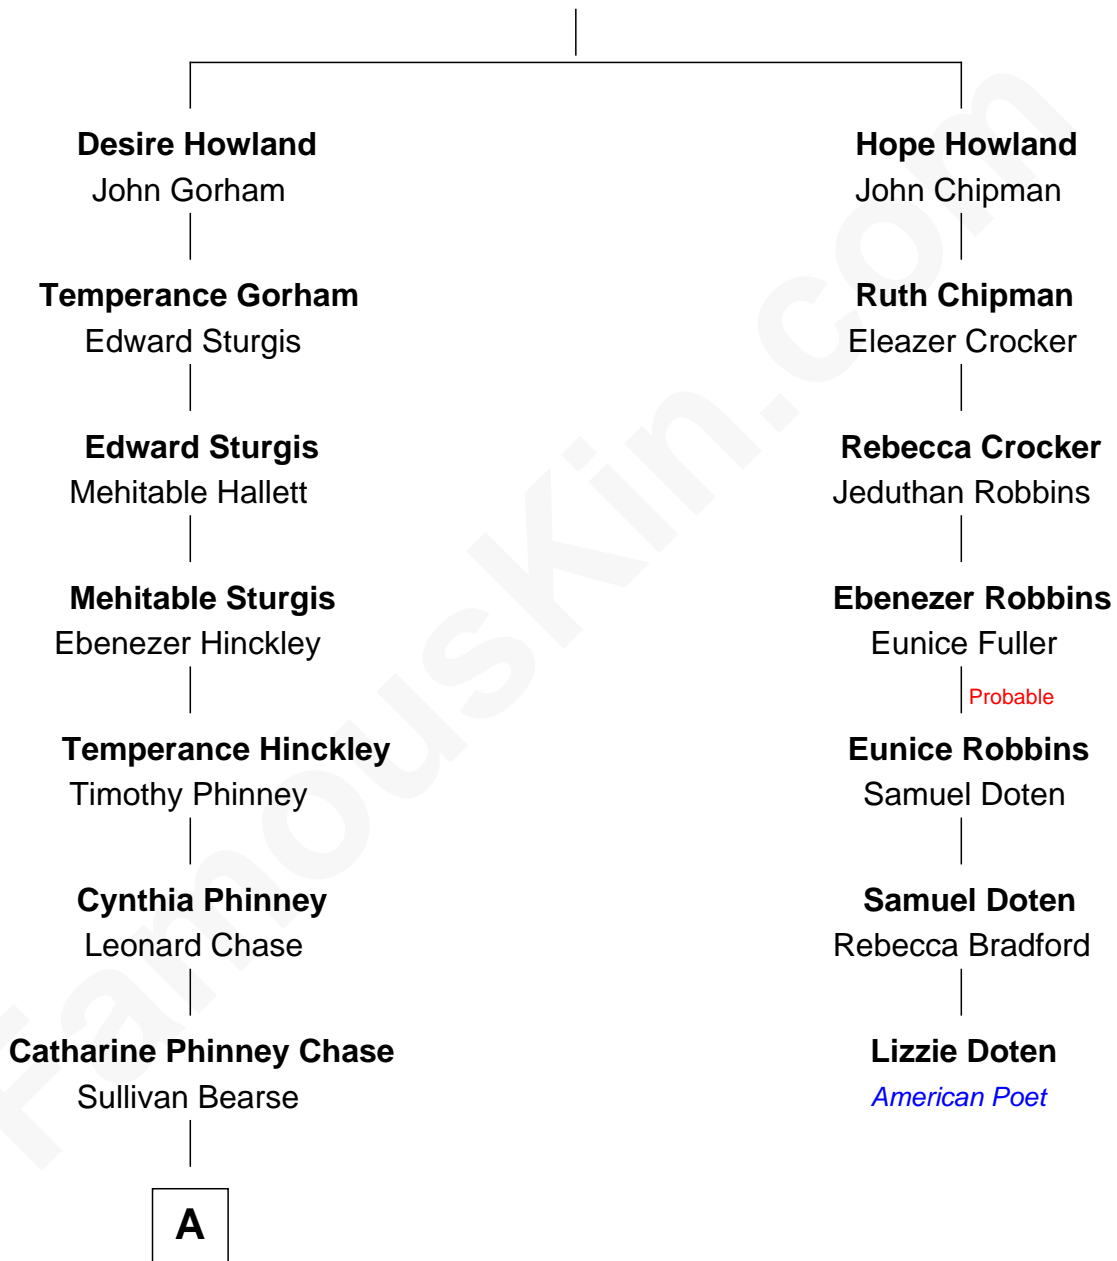 Desire Howland
John Gorham
Temperance Gorham
Edward Sturgis
Edward Sturgis
Mehitable Hallett
Mehitable Sturgis
Ebenezer Hinckley
Temperance Hinckley
Timothy Phinney
Cynthia Phinney
Leonard Chase
Catharine Phinney Chase
Sullivan Bearse
A
Hope Howland
John Chipman
Ruth Chipman
Eleazer Crocker
Rebecca Crocker
Jeduthan Robbins
Ebenezer Robbins
Eunice Fuller
Probable
Eunice Robbins
Samuel Doten
Samuel Doten
Rebecca Bradford
Lizzie Doten
American Poet
FamousKin.com